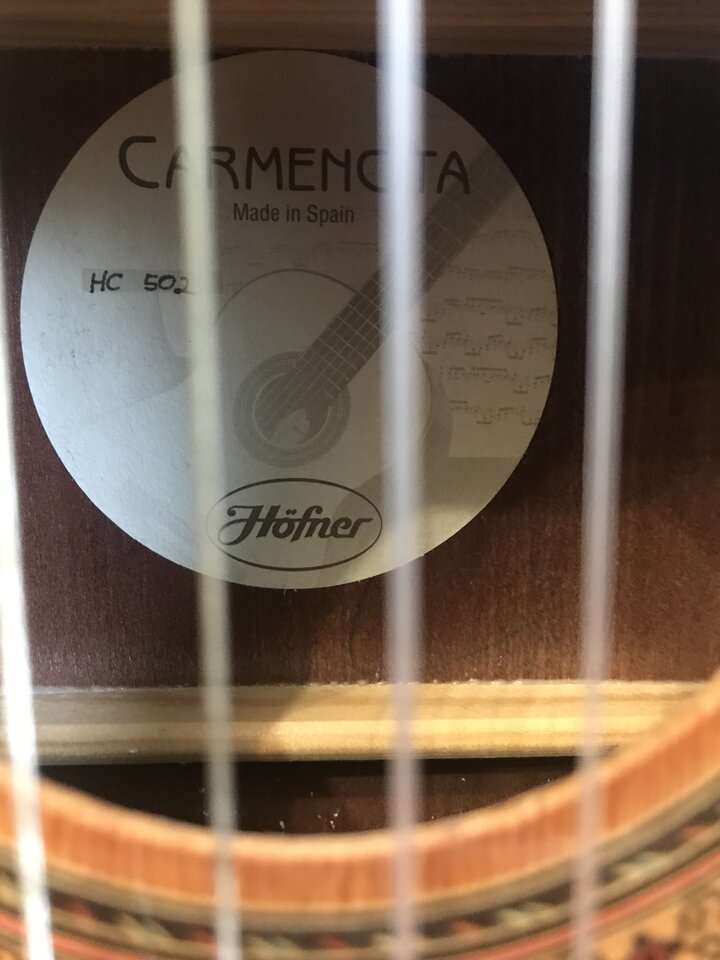 CARMENCITA
Made in Spain
HC 502
Höfner